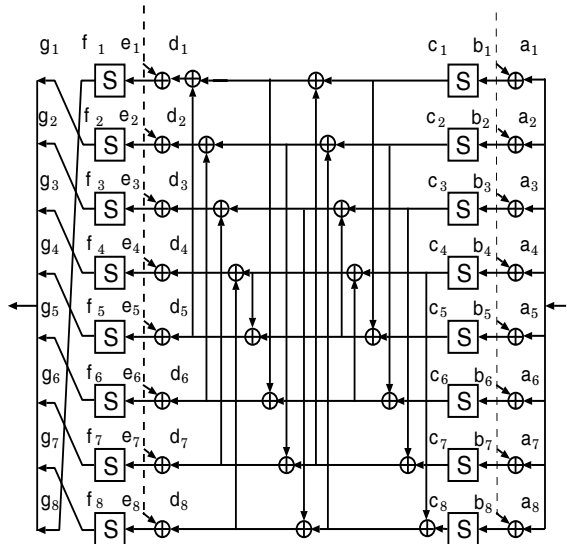 g1 f1 e1 d1 c1 b1 a1
S S
g2 f2 e2 d2 c2 b2 a2
S S
g3 f3 e3 d3 c3 b3 a3
S S
g4 f4 e4 d4 c4 b4 a4
S S
g5 f5 e5 d5 c5 b5 a5
S S
g6 f6 e6 d6 c6 b6 a6
S S
g7 f7 e7 d7 c7 b7 a7
S S
g8 f8 e8 d8 c8 b8 a8
S S